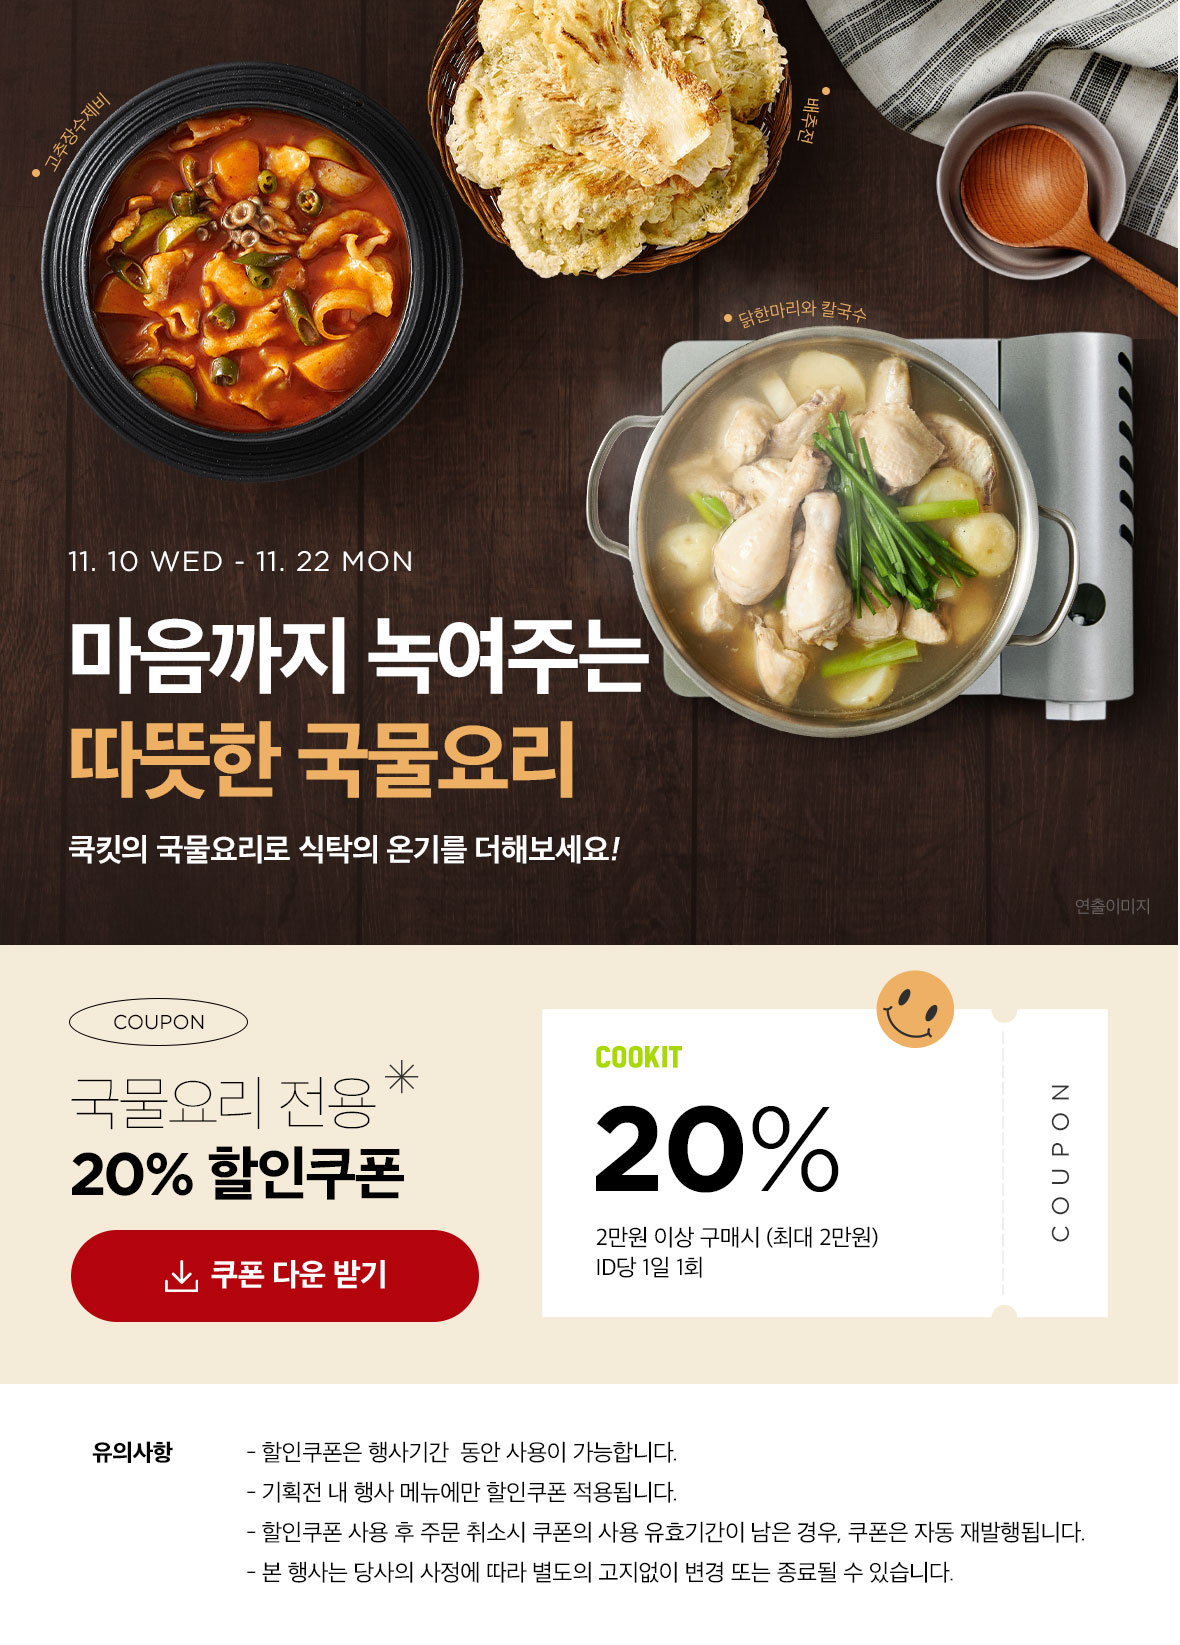 고추장수제비
배추전
닭한마리와 칼국수
11. 10 WED - 11. 22 MON
마음까지 녹여주는
따뜻한 국물요리
쿡킷의 국물요리로 식탁의 온기를 더해보세요!
연출이미지
COUPON
국물요리 전용
20% 할인쿠폰
쿠폰 다운 받기
COOKIT
20%
2만원 이상 구매시 (최대 2만원)
ID당 1일 1회
COUPON
유의사항
- 할인쿠폰은 행사기간 동안 사용이 가능합니다.
- 기획전 내 행사 메뉴에만 할인쿠폰 적용됩니다.
- 할인쿠폰 사용 후 주문 취소시 쿠폰의 사용 유효기간이 남은 경우, 쿠폰은 자동 재발행됩니다.
- 본 행사는 당사의 사정에 따라 별도의 고지없이 변경 또는 종료될 수 있습니다.